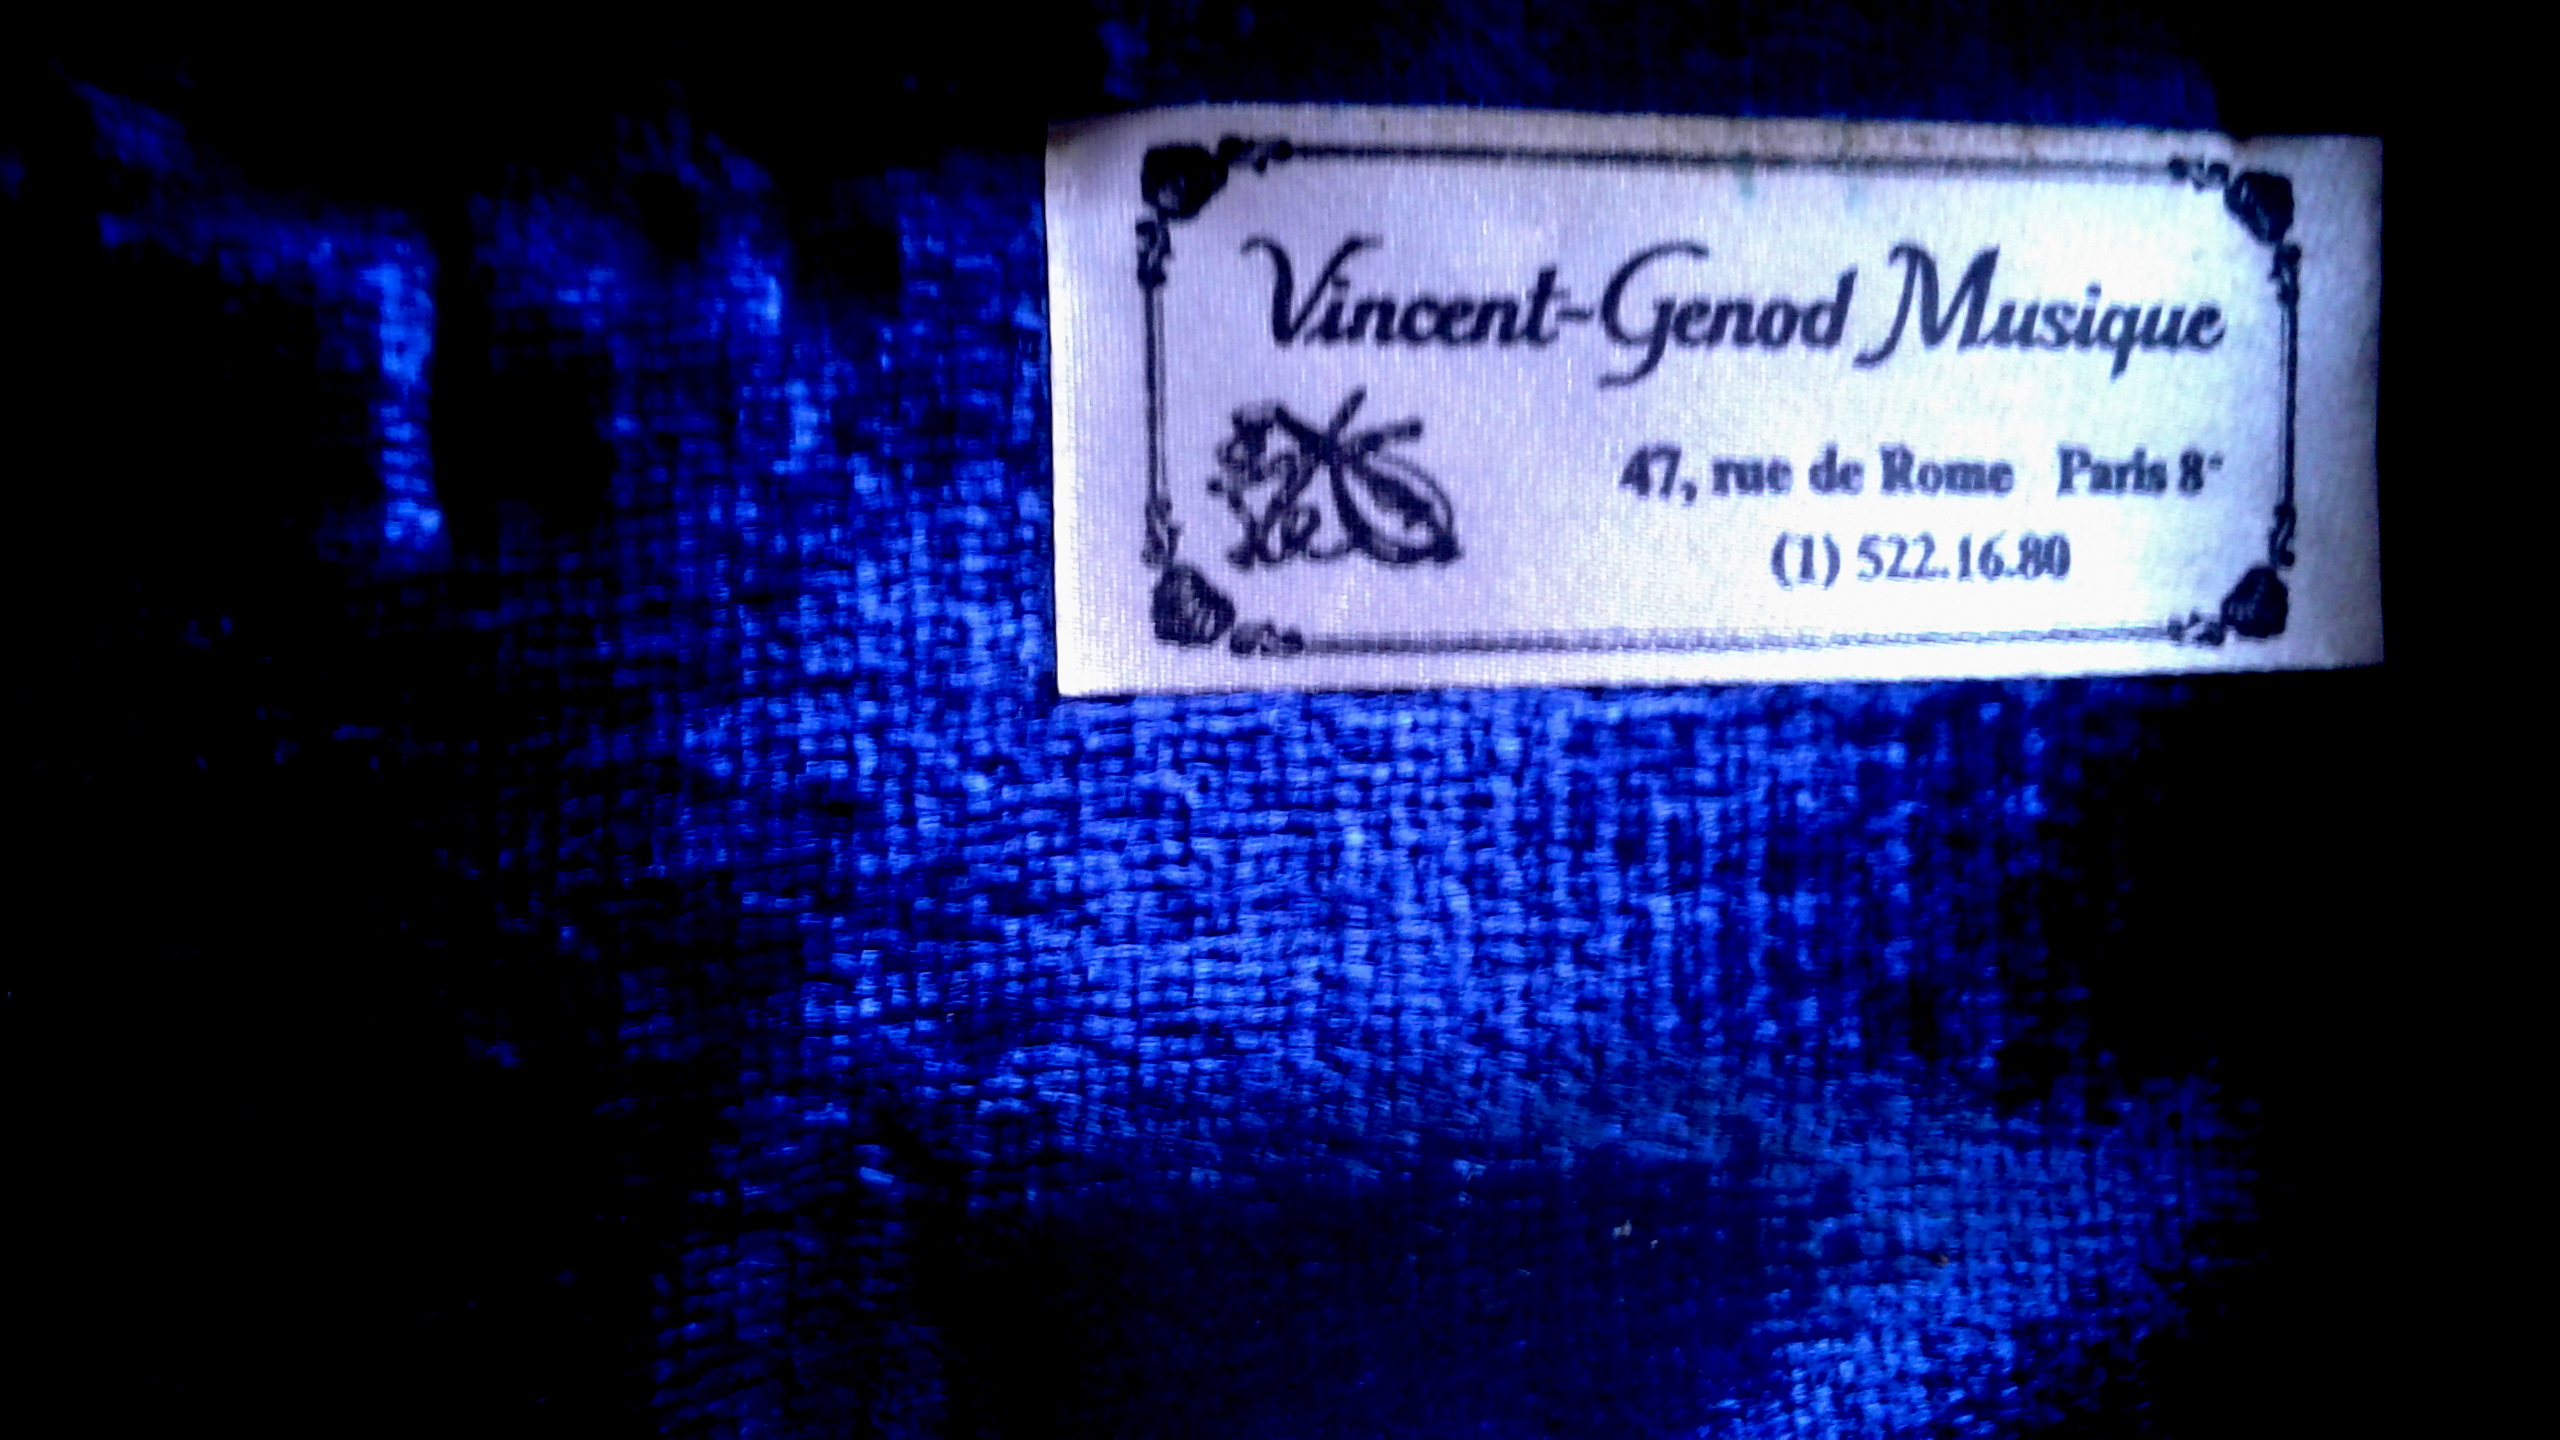 Vincent-Genod Musique
47, rue de Rome Paris 8e
(1) 522.16.80